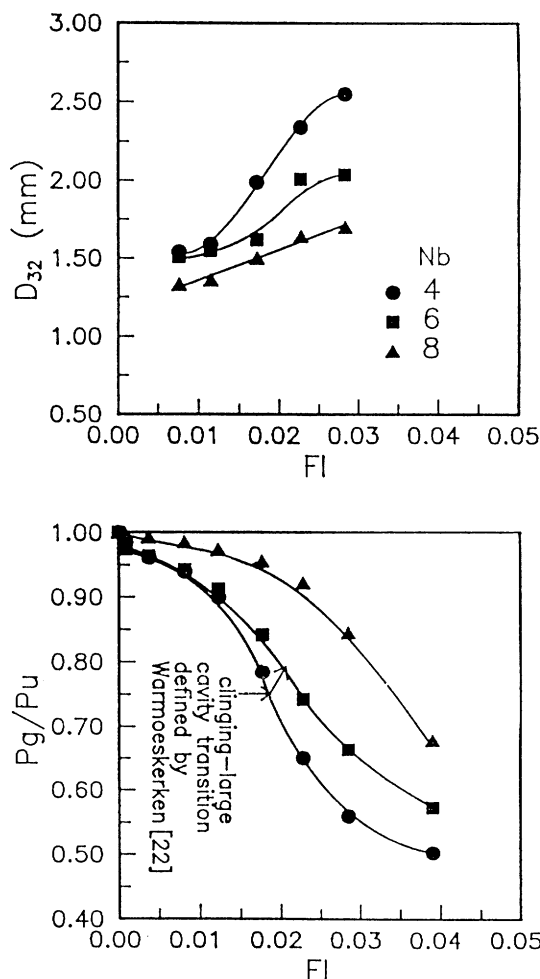 3.00
2.50
2.00
1.50
1.00
0.50
D32 (mm)
Nb
4
6
8
0.00 0.01 0.02 0.03 0.04 0.05
Fl
1.00
0.90
0.80
0.70
0.60
0.50
0.40
Pg/Pu
clinging-large
cavity transition
defined by
Warmoeskerken [22]
0.00 0.01 0.02 0.03 0.04 0.05
Fl